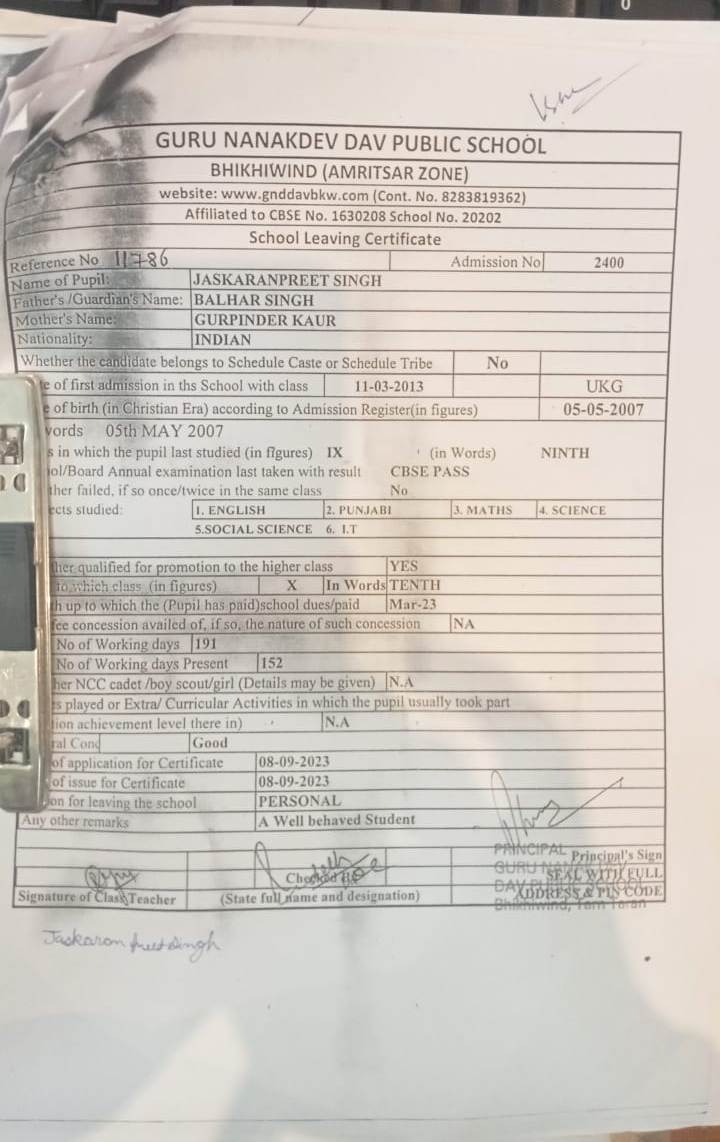 GURU NANAKDEV DAV PUBLIC SCHOOL
BHIKHIWIND (AMRITSAR ZONE)
website: www.gnddavbkw.com (Cont. No. 8283819362)
Affiliated to CBSE No. 1630208 School No. 20202
School Leaving Certificate
Reference No 11786 Admission No 2400
Name of Pupil: JASKARANPREET SINGH
Father's /Guardian's Name: BALHAR SINGH
Mother's Name: GURPINDER KAUR
Nationality: INDIAN
Whether the candidate belongs to Schedule Caste or Schedule Tribe No
e of first admission in ths School with class 11-03-2013 UKG
e of birth (in Christian Era) according to Admission Register(in figures) 05-05-2007
words 05th MAY 2007
s in which the pupil last studied (in figures) IX (in Words) NINTH
ol/Board Annual examination last taken with result CBSE PASS
ther failed, if so once/twice in the same class No
ects studied: 1. ENGLISH 2. PUNJABI 3. MATHS 4. SCIENCE
5.SOCIAL SCIENCE 6. I.T
her qualified for promotion to the higher class YES
to which class (in figures) X In Words TENTH
h up to which the (Pupil has paid)school dues/paid Mar-23
fee concession availed of, if so, the nature of such concession NA
No of Working days 191
No of Working days Present 152
her NCC cadet /boy scout/girl (Details may be given) N.A
s played or Extra/ Curricular Activities in which the pupil usually took part
ion achievement level there in) N.A
ral Cond Good
of application for Certificate 08-09-2023
of issue for Certificate 08-09-2023
on for leaving the school PERSONAL
Any other remarks A Well behaved Student
PRINCIPAL Principal's Sign
GURU SEAL WITH FULL
Checked
DAV PUBLIC SCHOOL ADDRESS & PIN CODE
Signature of Class Teacher (State full name and designation)
Bhikhiwind, Tarn Taran
Jaskaran preet singh